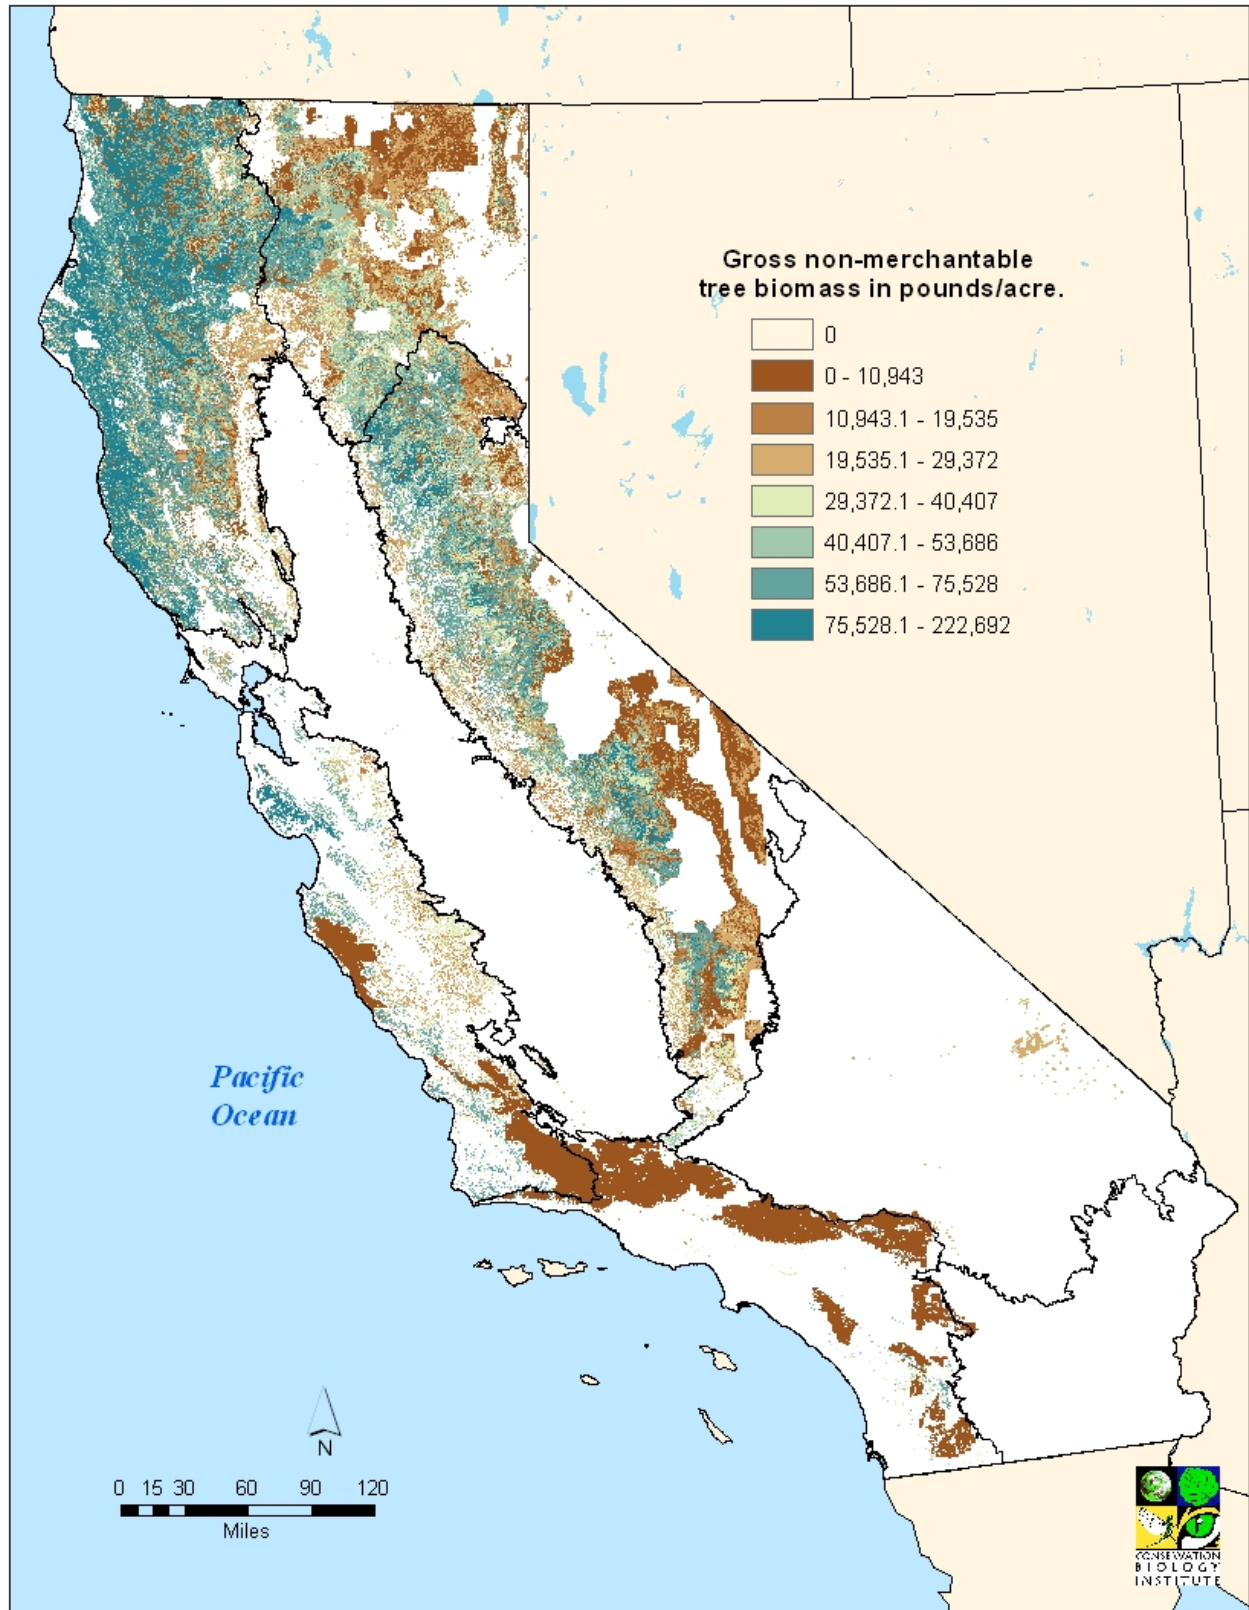 Gross non-merchantable
tree biomass in pounds/acre.
0
0 - 10,943
10,943.1 - 19,535
19,535.1 - 29,372
29,372.1 - 40,407
40,407.1 - 53,686
53,686.1 - 75,528
75,528.1 - 222,692
Pacific
Ocean
N
0 15 30 60 90 120
Miles
CONSERVATION
BIOLOGY
INSTITUTE